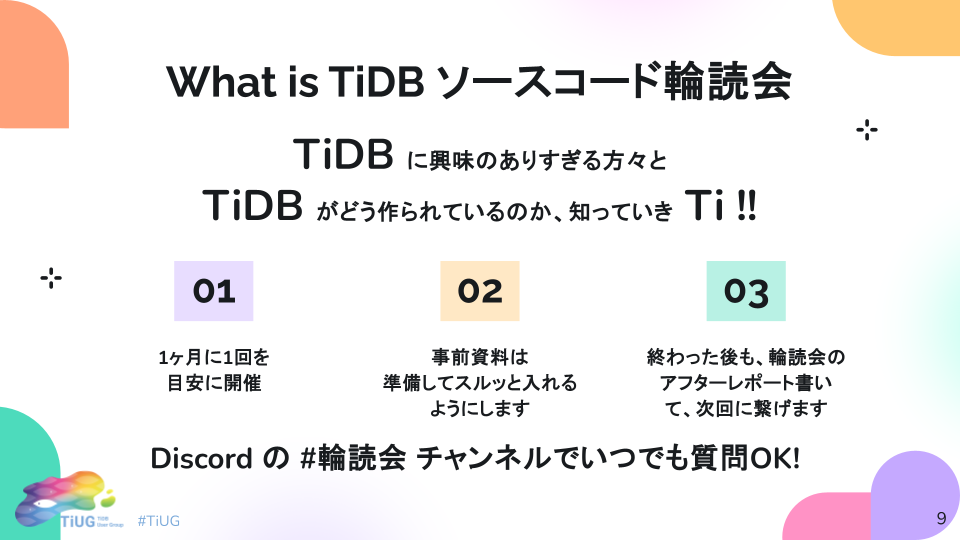 What is TiDB ソースコード輪読会
TiDB に興味のありすぎる方々と
TiDB がどう作られているのか、知っていき Ti !!
01
1ヶ月に1回を
目安に開催
02
事前資料は
準備してスルッと入れる
ようにします
03
終わった後も、輪読会の
アフターレポート書い
て、次回に繋げます
Discord の #輪読会 チャンネルでいつでも質問OK!
TiUG TiDB
User Group
#TiUG
9